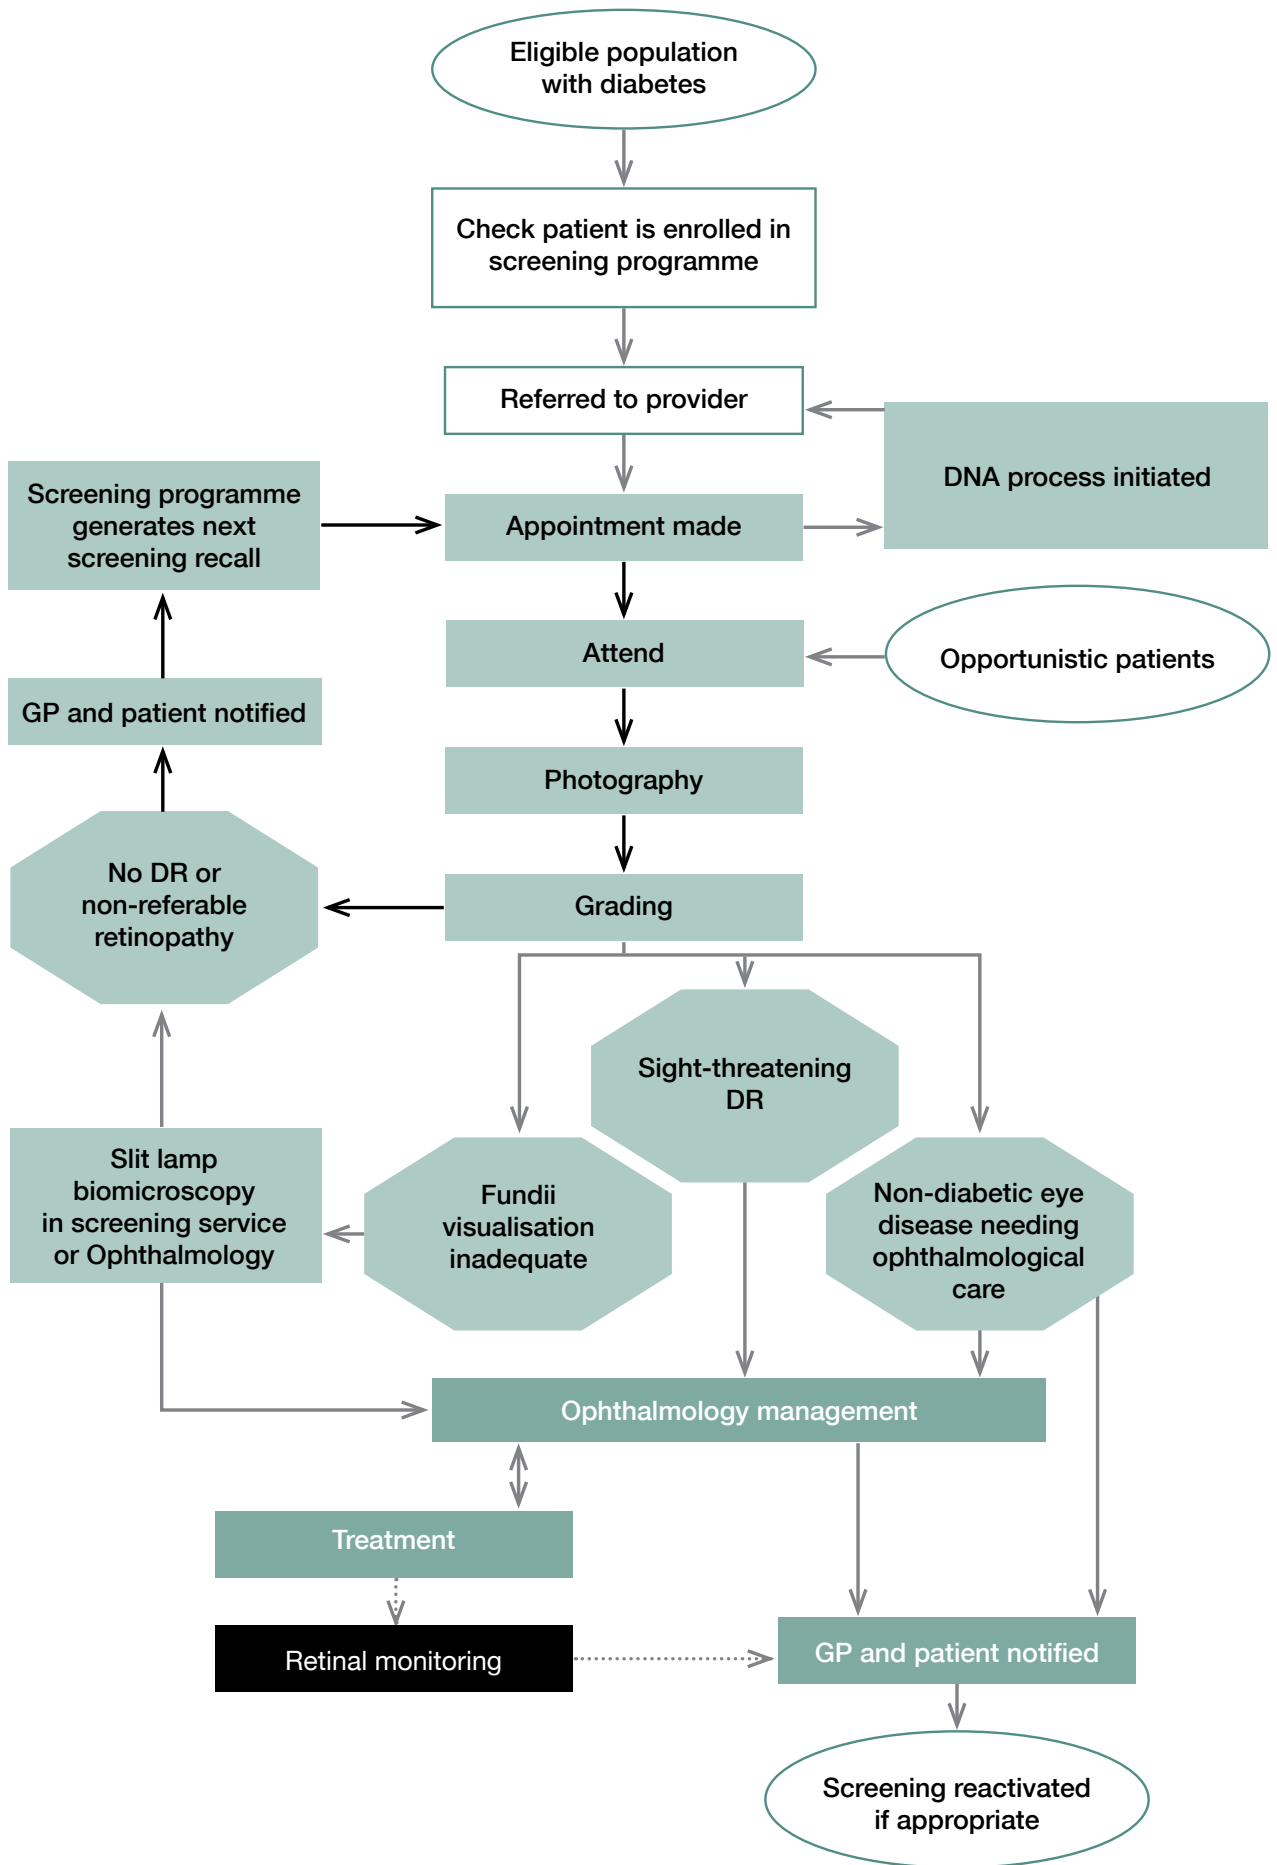 Eligible population
with diabetes
Check patient is enrolled in
screening programme
Referred to provider
DNA process initiated
Screening programme
generates next
screening recall
Appointment made
Attend
Opportunistic patients
GP and patient notified
Photography
No DR or
non-referable
retinopathy
Grading
Sight-threatening
DR
Slit lamp
biomicroscopy
in screening service
or Ophthalmology
Fundii
visualisation
inadequate
Non-diabetic eye
disease needing
ophthalmological
care
Ophthalmology management
Treatment
Retinal monitoring
GP and patient notified
Screening reactivated
if appropriate